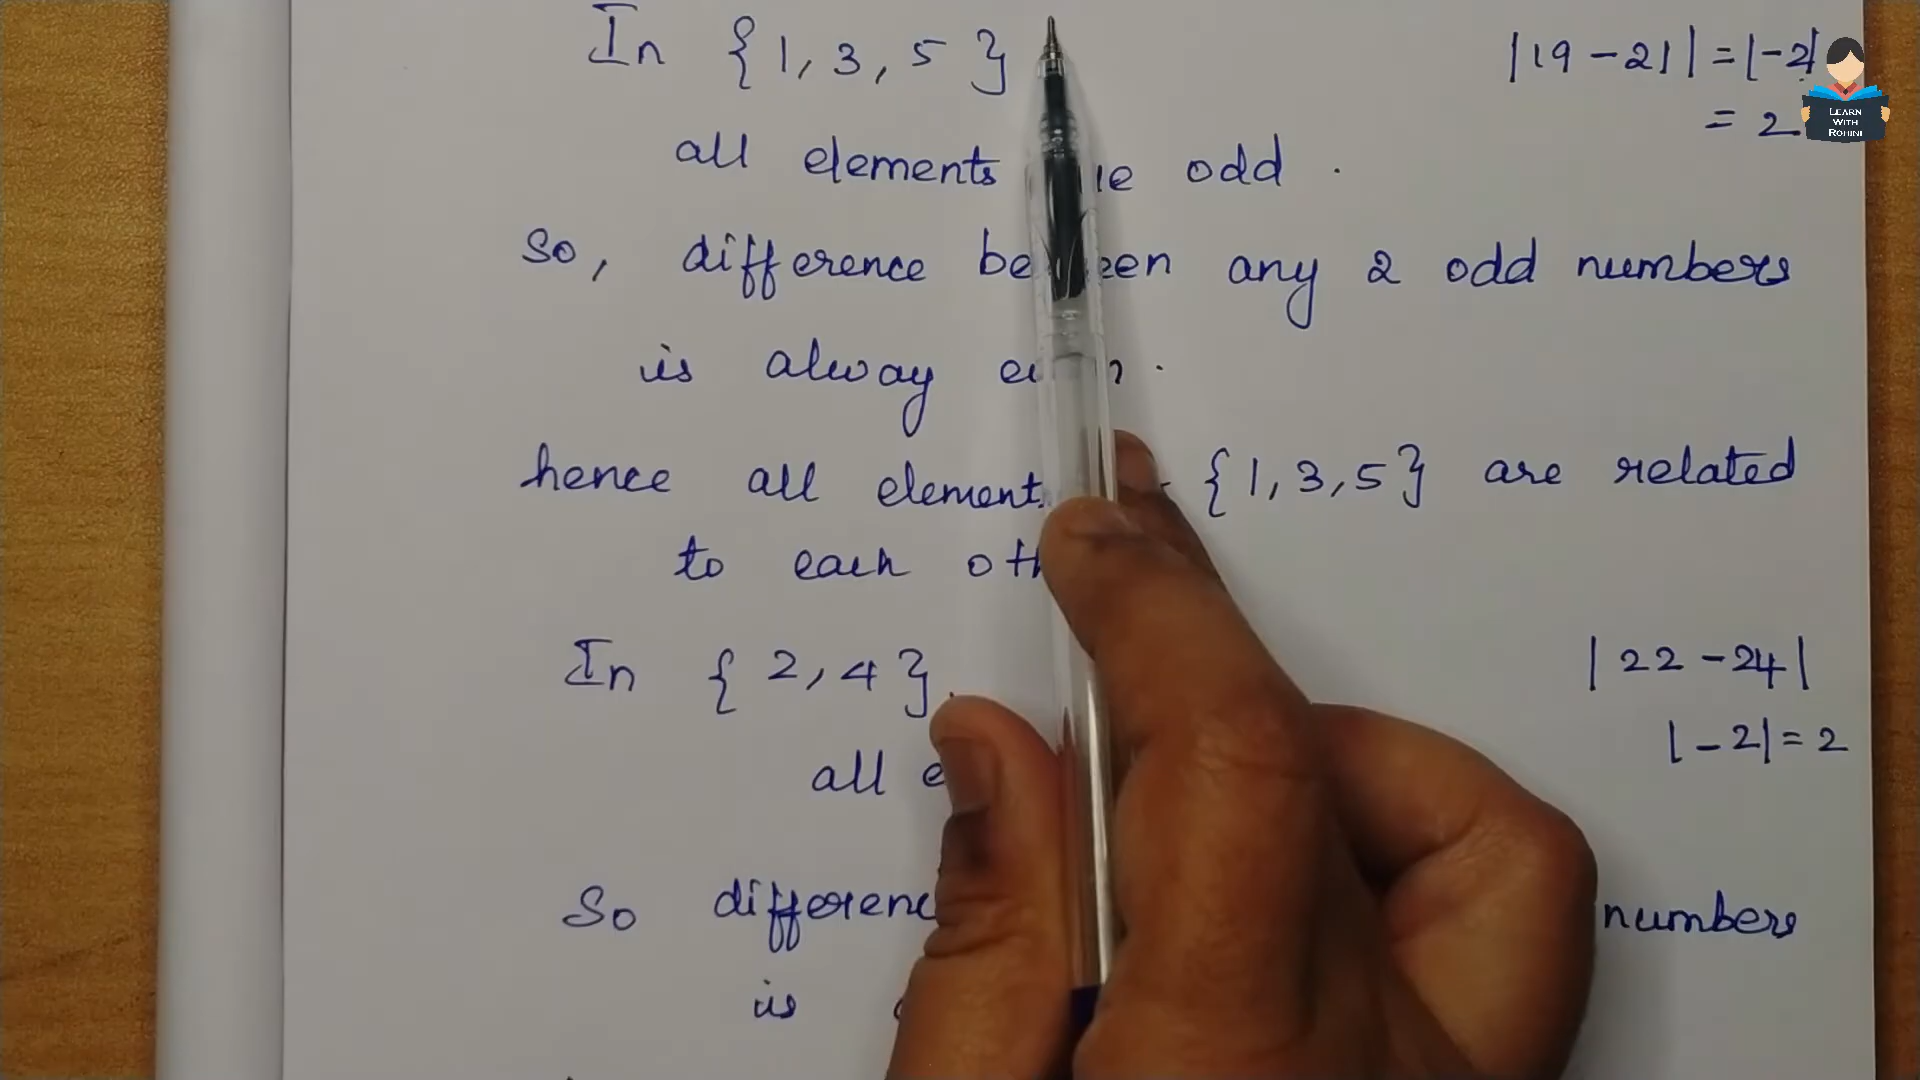 In {1, 3, 5}
|19 - 21| = |-2|
= 2
all elements odd.
So, difference between any 2 odd numbers
is alway
hence all element {1, 3, 5} are related
to each
In {2, 4}.
|22 - 24|
|-2| = 2
all
So numbers
is
LEARN
WITH
ROHINI